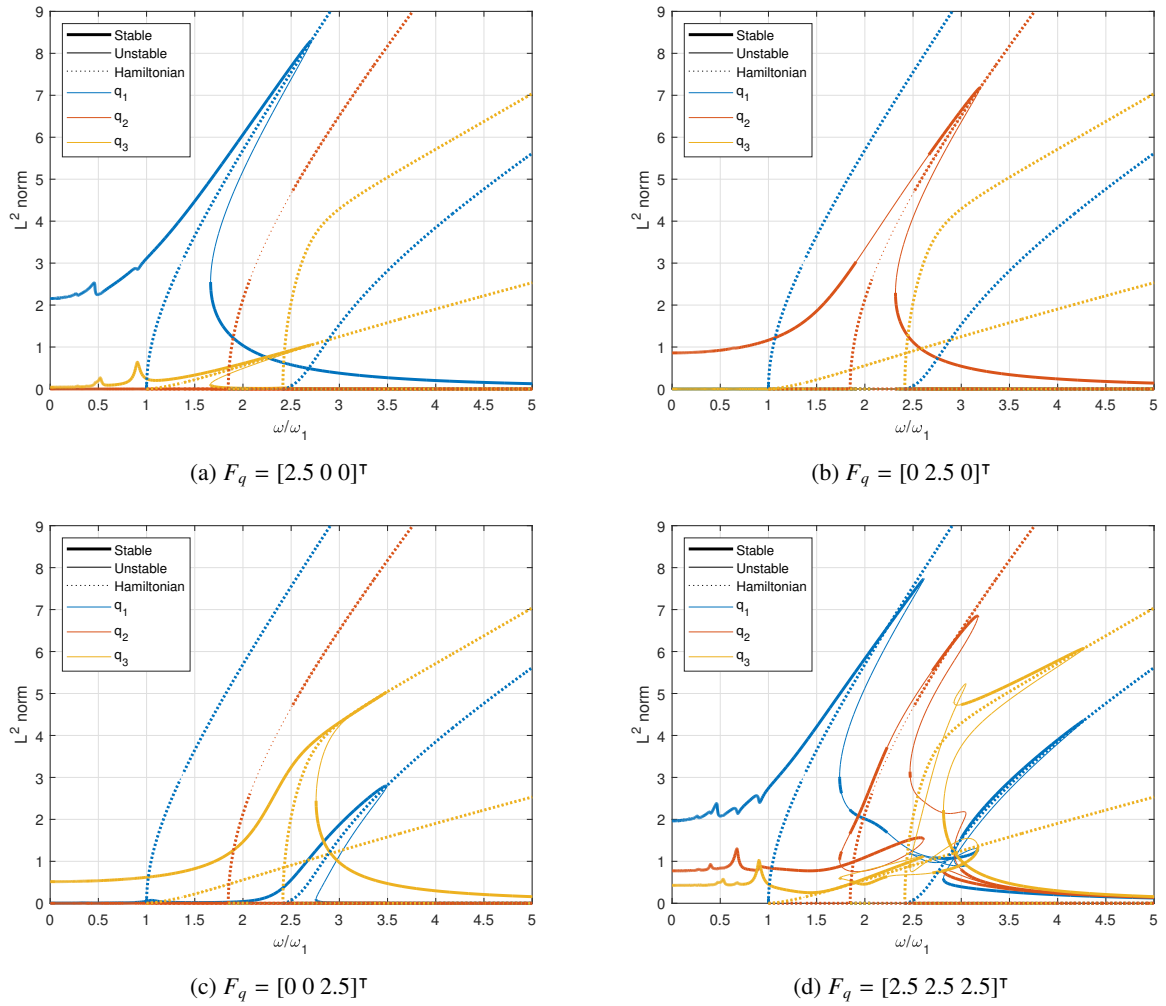 9
8
7
6
5
4
3
2
1
0
L² norm
Stable
Unstable
Hamiltonian
q₁
q₂
q₃
0 0.5 1 1.5 2 2.5 3 3.5 4 4.5 5
ω/ω₁
(a) F_q = [2.5 0 0]ᵀ
9
8
7
6
5
4
3
2
1
0
L² norm
Stable
Unstable
Hamiltonian
q₁
q₂
q₃
0 0.5 1 1.5 2 2.5 3 3.5 4 4.5 5
ω/ω₁
(b) F_q = [0 2.5 0]ᵀ
9
8
7
6
5
4
3
2
1
0
L² norm
Stable
Unstable
Hamiltonian
q₁
q₂
q₃
0 0.5 1 1.5 2 2.5 3 3.5 4 4.5 5
ω/ω₁
(c) F_q = [0 0 2.5]ᵀ
9
8
7
6
5
4
3
2
1
0
L² norm
Stable
Unstable
Hamiltonian
q₁
q₂
q₃
0 0.5 1 1.5 2 2.5 3 3.5 4 4.5 5
ω/ω₁
(d) F_q = [2.5 2.5 2.5]ᵀ